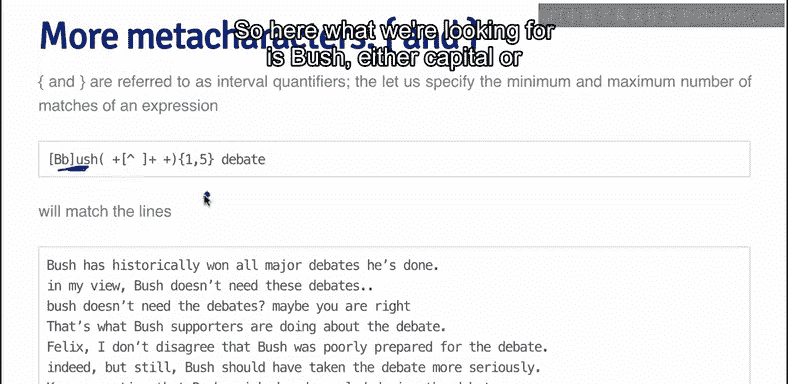 More metacharacters: { and }
So here what we're looking for
is Bush, either capital or
{ and } are referred to as interval quantifiers; the let us specify the minimum and maximum number of
matches of an expression
[Bb]ush( +[^ ]+ +){1,5} debate
will match the lines
Bush has historically won all major debates he's done.
in my view, Bush doesn't need these debates..
bush doesn't need the debates? maybe you are right
That's what Bush supporters are doing about the debate.
Felix, I don't disagree that Bush was poorly prepared for the debate.
indeed, but still, Bush should have taken the debate more seriously.